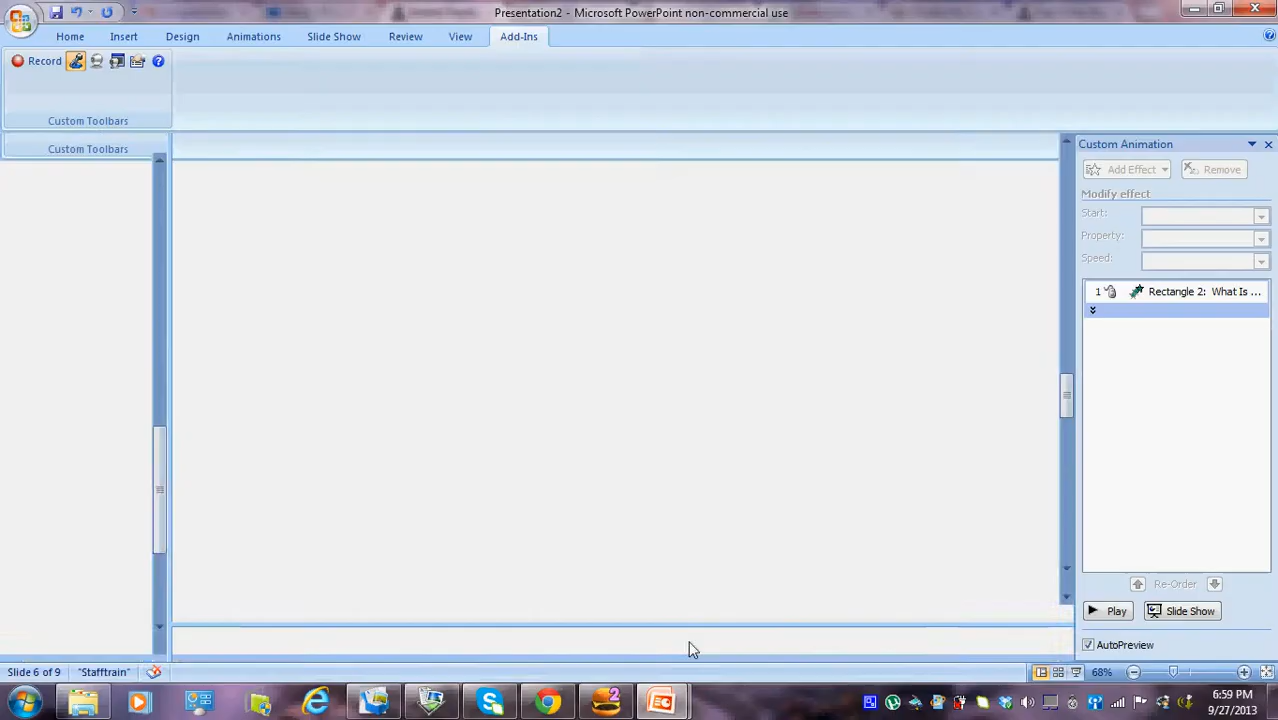 Presentation2 - Microsoft PowerPoint non-commercial use
Home Insert Design Animations Slide Show Review View Add-Ins
Record
Custom Toolbars
Custom Toolbars
Custom Animation
Add Effect Remove
Modify effect
Start:
Property:
Speed:
1 Rectangle 2: What Is ...
Re-Order
Play Slide Show
AutoPreview
Slide 6 of 9 "Stafftrain" 68%
6:59 PM
9/27/2013